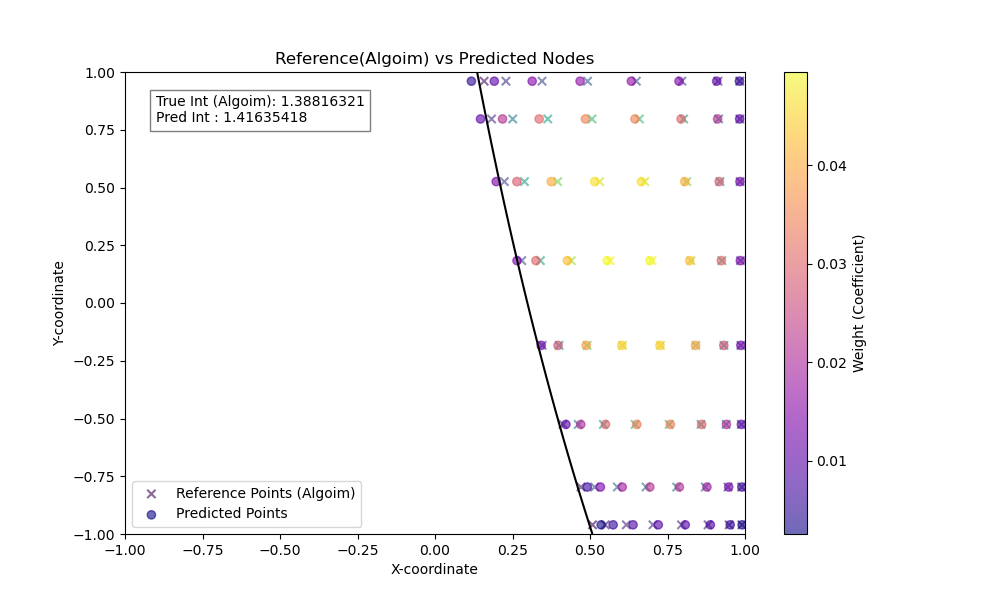 Reference(Algoim) vs Predicted Nodes
True Int (Algoim): 1.38816321
Pred Int : 1.41635418
1.00
0.75
0.50
0.25
0.00
−0.25
−0.50
−0.75
−1.00
Y-coordinate
Reference Points (Algoim)
Predicted Points
−1.00 −0.75 −0.50 −0.25 0.00 0.25 0.50 0.75 1.00
X-coordinate
0.04
0.03
0.02
0.01
Weight (Coefficient)